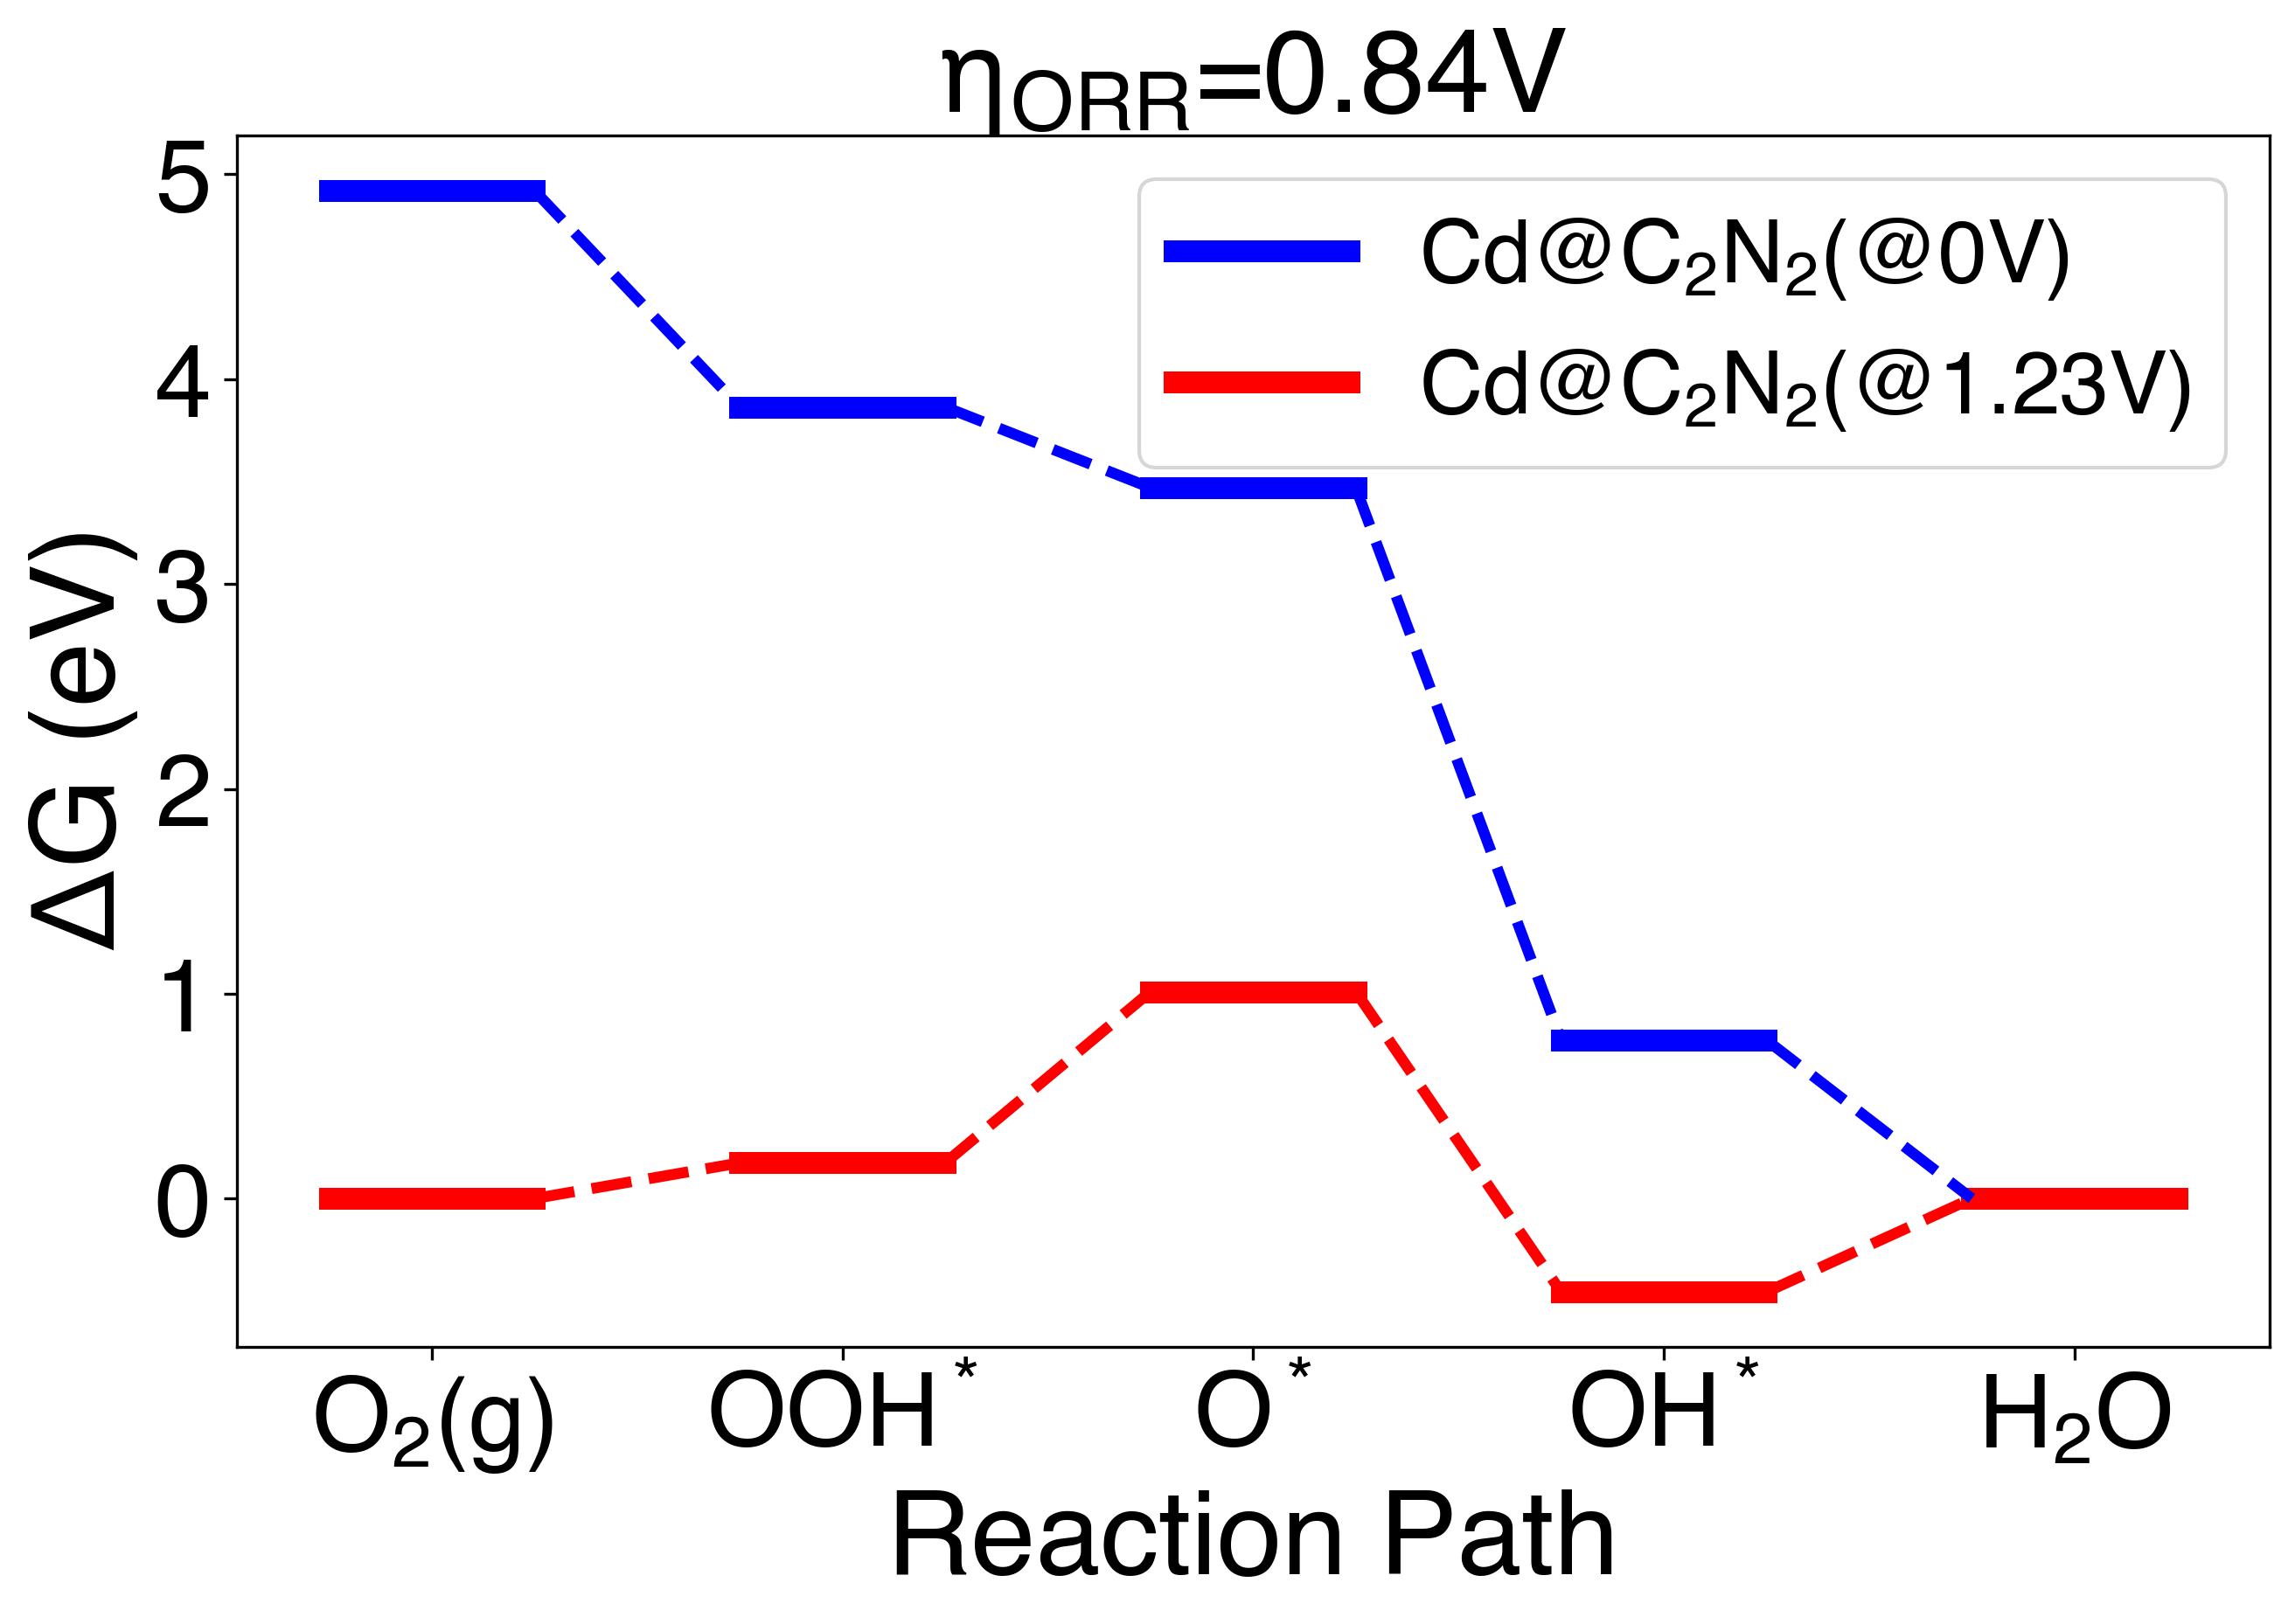 η_ORR=0.84V
Cd@C₂N₂(@0V)
Cd@C₂N₂(@1.23V)
ΔG (eV)
5
4
3
2
1
0
O₂(g) OOH* O* OH* H₂O
Reaction Path